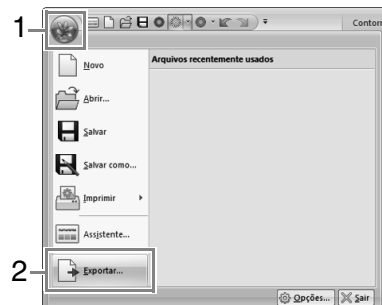 1
Contorn
Arquivos recentemente usados
Novo
Abrir...
Salvar
Salvar como...
Imprimir
Assistente...
2
Exportar...
Opções...
Sair